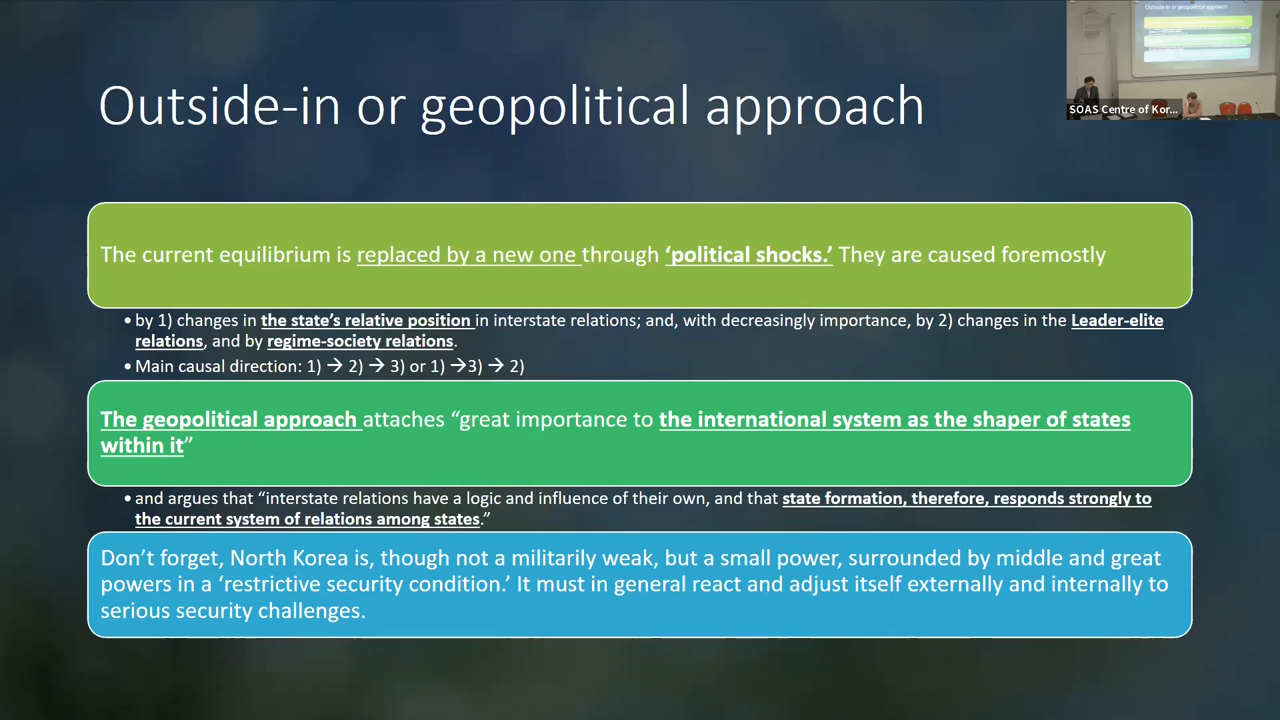 Outside-in or geopolitical approach
Outside-in or geopolitical approach
SOAS Centre of Kor...
The current equilibrium is replaced by a new one through ‘political shocks.’ They are caused foremostly
• by 1) changes in the state’s relative position in interstate relations; and, with decreasingly importance, by 2) changes in the Leader-elite
relations, and by regime-society relations.
• Main causal direction: 1) → 2) → 3) or 1) →3) → 2)
The geopolitical approach attaches “great importance to the international system as the shaper of states
within it”
• and argues that “interstate relations have a logic and influence of their own, and that state formation, therefore, responds strongly to
the current system of relations among states.”
Don’t forget, North Korea is, though not a militarily weak, but a small power, surrounded by middle and great
powers in a ‘restrictive security condition.’ It must in general react and adjust itself externally and internally to
serious security challenges.